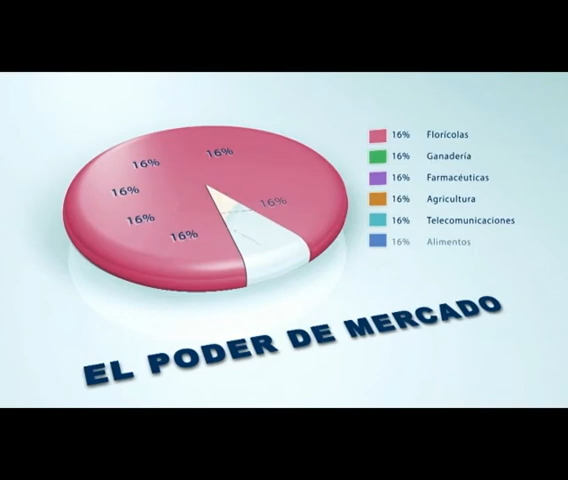 16%
16%
16%
16%
16%
16%
16% Florícolas
16% Ganadería
16% Farmacéuticas
16% Agricultura
16% Telecomunicaciones
16% Alimentos
EL PODER DE MERCADO